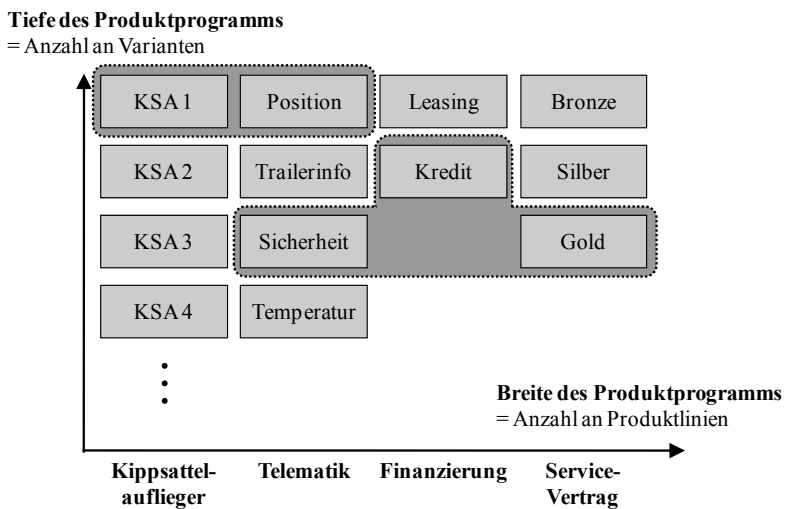 Tiefe des Produktprogramms
= Anzahl an Varianten
KSA 1 Position Leasing Bronze
KSA 2 Trailerinfo Kredit Silber
KSA 3 Sicherheit Gold
KSA 4 Temperatur
Breite des Produktprogramms
= Anzahl an Produktlinien
Kippsattel- Telematik Finanzierung Service-
auflieger Vertrag